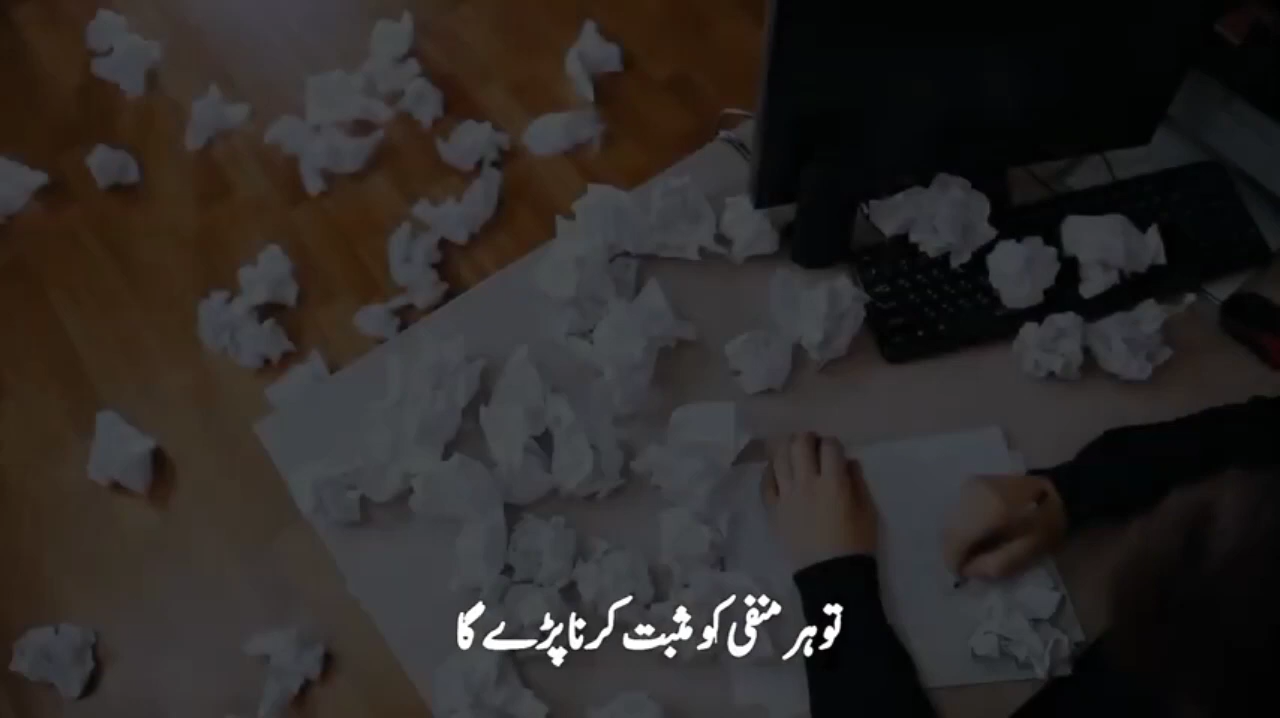 تو ہر منفی کو مثبت کرنا پڑے گا